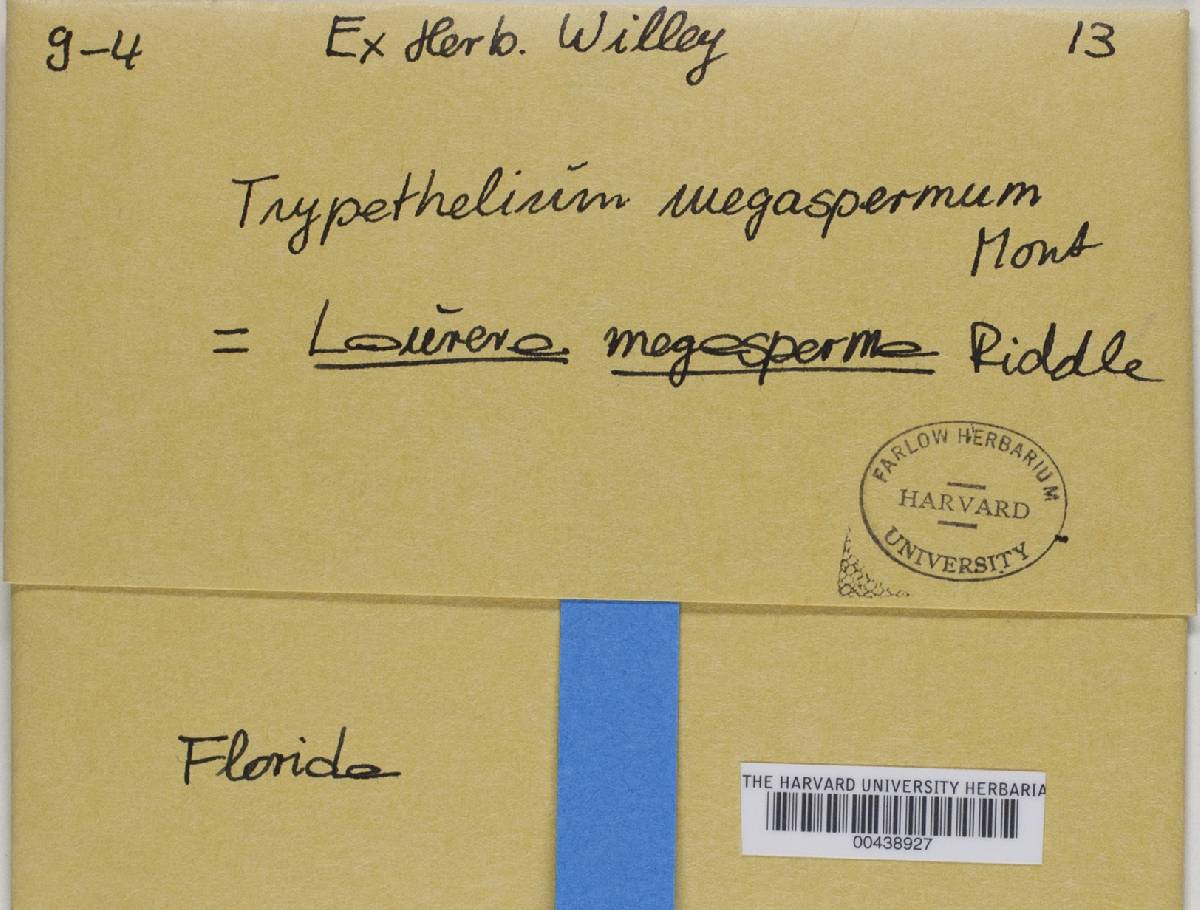 9-4 Ex Herb. Willey 13
Trypethelium megaspermum
Mont
= Laurera megasperma Riddle
FARLOW HERBARIUM
HARVARD
UNIVERSITY
Florida
THE HARVARD UNIVERSITY HERBARIA
00438927